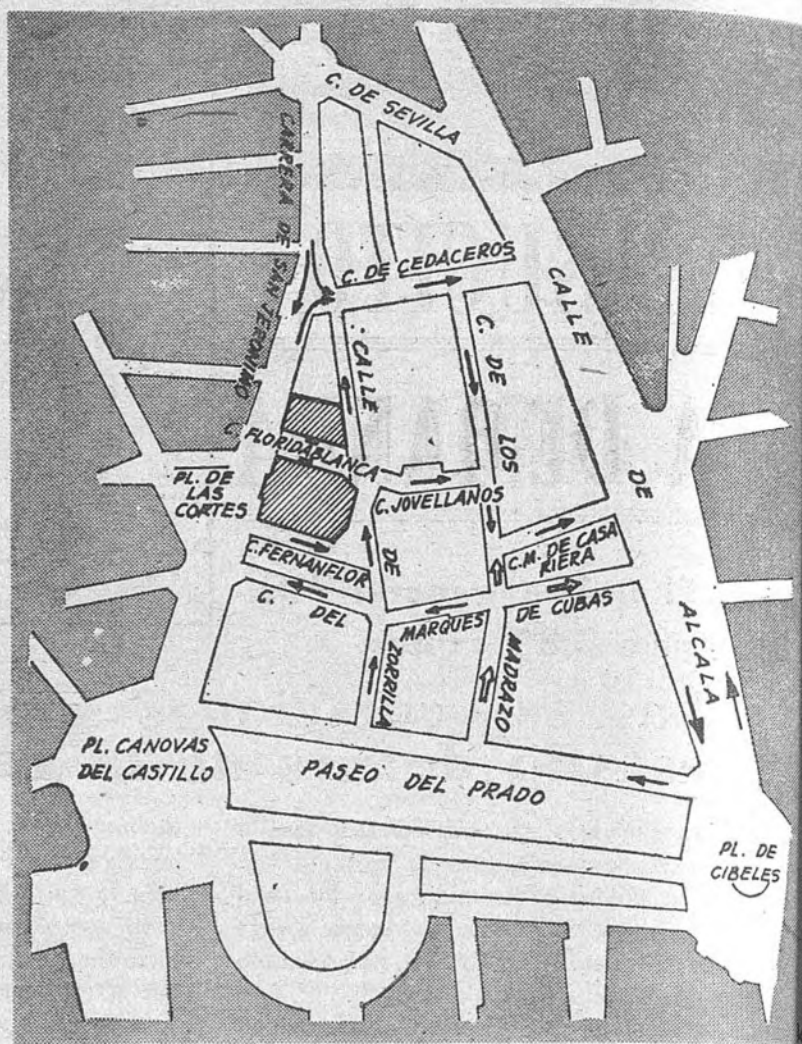 C. DE SEVILLA
CARRERA DE SAN JERONIMO
C. DE CEDACEROS
CALLE DE ALCALA
CALLE DE ZORRILLA
C. DE LOS MADRAZO
C. FLORIDABLANCA
PL. DE
LAS
CORTES
C. JOVELLANOS
C. FERNANFLOR
C. M. DE CASA
RIERA
C. DEL MARQUES DE CUBAS
PL. CANOVAS
DEL CASTILLO
PASEO DEL PRADO
PL. DE
CIBELES